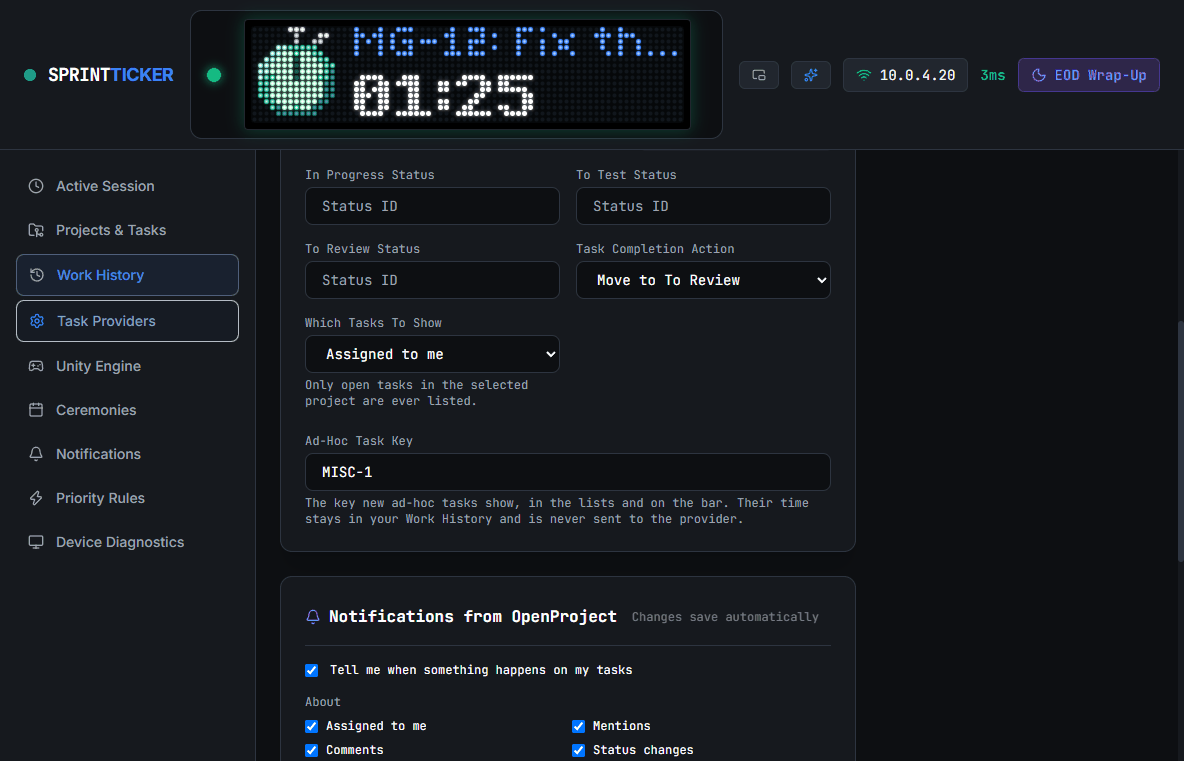 SPRINTTICKER
MG-12: Fix th...
01:25
10.0.4.20
3ms
EOD Wrap-Up
Active Session
Projects & Tasks
Work History
Task Providers
Unity Engine
Ceremonies
Notifications
Priority Rules
Device Diagnostics
In Progress Status
To Test Status
Status ID
Status ID
To Review Status
Task Completion Action
Status ID
Move to To Review
Which Tasks To Show
Assigned to me
Only open tasks in the selected
project are ever listed.
Ad-Hoc Task Key
MISC-1
The key new ad-hoc tasks show, in the lists and on the bar. Their time
stays in your Work History and is never sent to the provider.
Notifications from OpenProject
Changes save automatically
Tell me when something happens on my tasks
About
Assigned to me
Mentions
Comments
Status changes